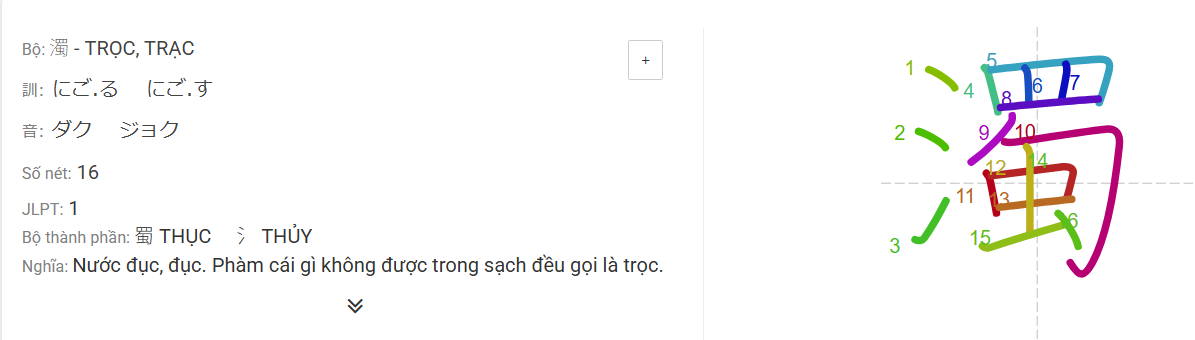 Bộ: 濁 - TRỌC, TRẠC
+
訓: にご.る にご.す
音: ダク ジョク
Số nét: 16
JLPT: 1
Bộ thành phần: 蜀 THỤC 氵 THỦY
Nghĩa: Nước đục, đục. Phàm cái gì không được trong sạch đều gọi là trọc.
濁
1
2
3
4
5
6
7
8
9
10
11
12
13
14
15
16